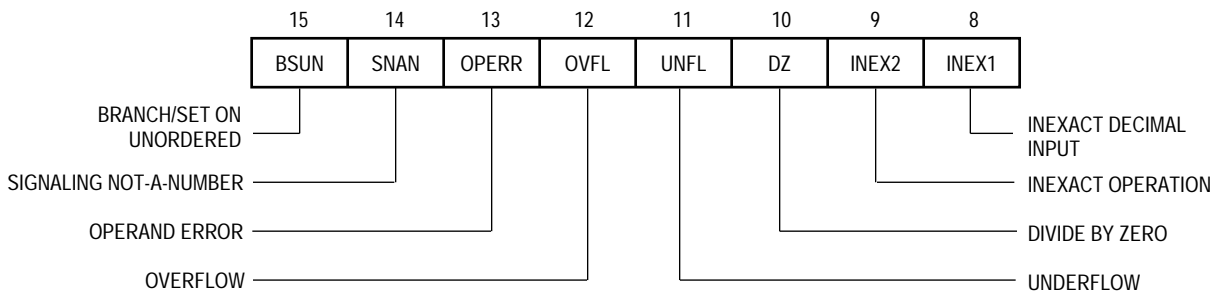 15 14 13 12 11 10 9 8
BSUN SNAN OPERR OVFL UNFL DZ INEX2 INEX1
BRANCH/SET ON
UNORDERED
INEXACT DECIMAL
INPUT
SIGNALING NOT-A-NUMBER
INEXACT OPERATION
OPERAND ERROR
DIVIDE BY ZERO
OVERFLOW
UNDERFLOW